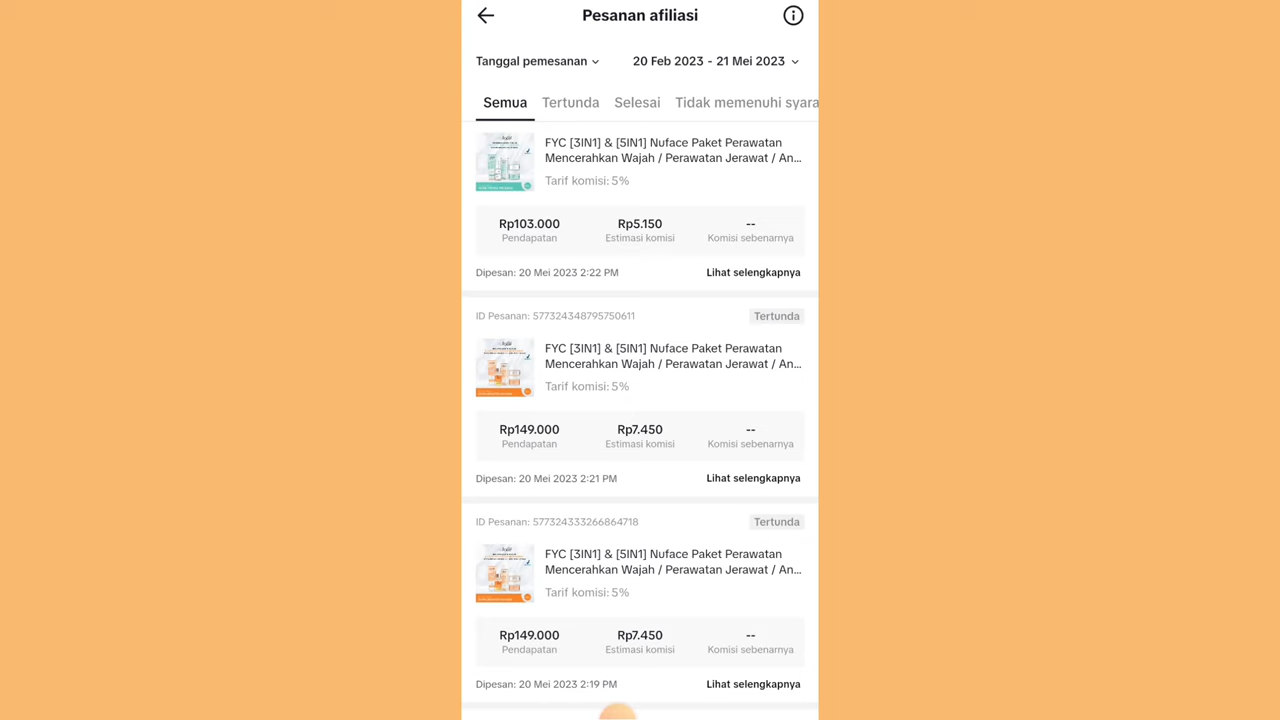 Pesanan afiliasi
Tanggal pemesanan
20 Feb 2023 - 21 Mei 2023
Semua Tertunda Selesai Tidak memenuhi syara
FYC [3IN1] & [5IN1] Nuface Paket Perawatan
Mencerahkan Wajah / Perawatan Jerawat / An...
Tarif komisi: 5%
Rp103.000 Rp5.150 --
Pendapatan Estimasi komisi Komisi sebenarnya
Dipesan: 20 Mei 2023 2:22 PM Lihat selengkapnya
ID Pesanan: 577324348795750611 Tertunda
FYC [3IN1] & [5IN1] Nuface Paket Perawatan
Mencerahkan Wajah / Perawatan Jerawat / An...
Tarif komisi: 5%
Rp149.000 Rp7.450 --
Pendapatan Estimasi komisi Komisi sebenarnya
Dipesan: 20 Mei 2023 2:21 PM Lihat selengkapnya
ID Pesanan: 577324333266864718 Tertunda
FYC [3IN1] & [5IN1] Nuface Paket Perawatan
Mencerahkan Wajah / Perawatan Jerawat / An...
Tarif komisi: 5%
Rp149.000 Rp7.450 --
Pendapatan Estimasi komisi Komisi sebenarnya
Dipesan: 20 Mei 2023 2:19 PM Lihat selengkapnya